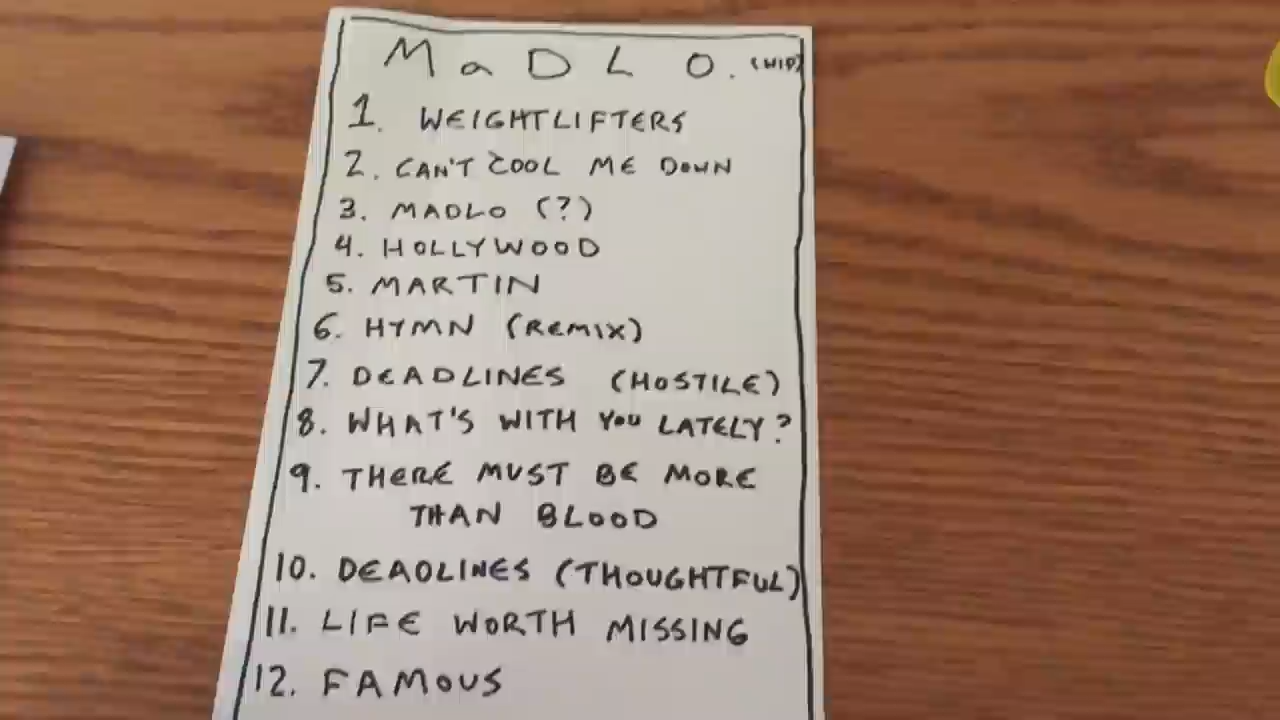 MaDLO. (WIP)
1. WEIGHTLIFTERS
2. CAN'T COOL ME DOWN
3. MADLO (?)
4. HOLLYWOOD
5. MARTIN
6. HYMN (REMIX)
7. DEADLINES (HOSTILE)
8. WHAT'S WITH YOU LATELY?
9. THERE MUST BE MORE
THAN BLOOD
10. DEADLINES (THOUGHTFUL)
11. LIFE WORTH MISSING
12. FAMOUS